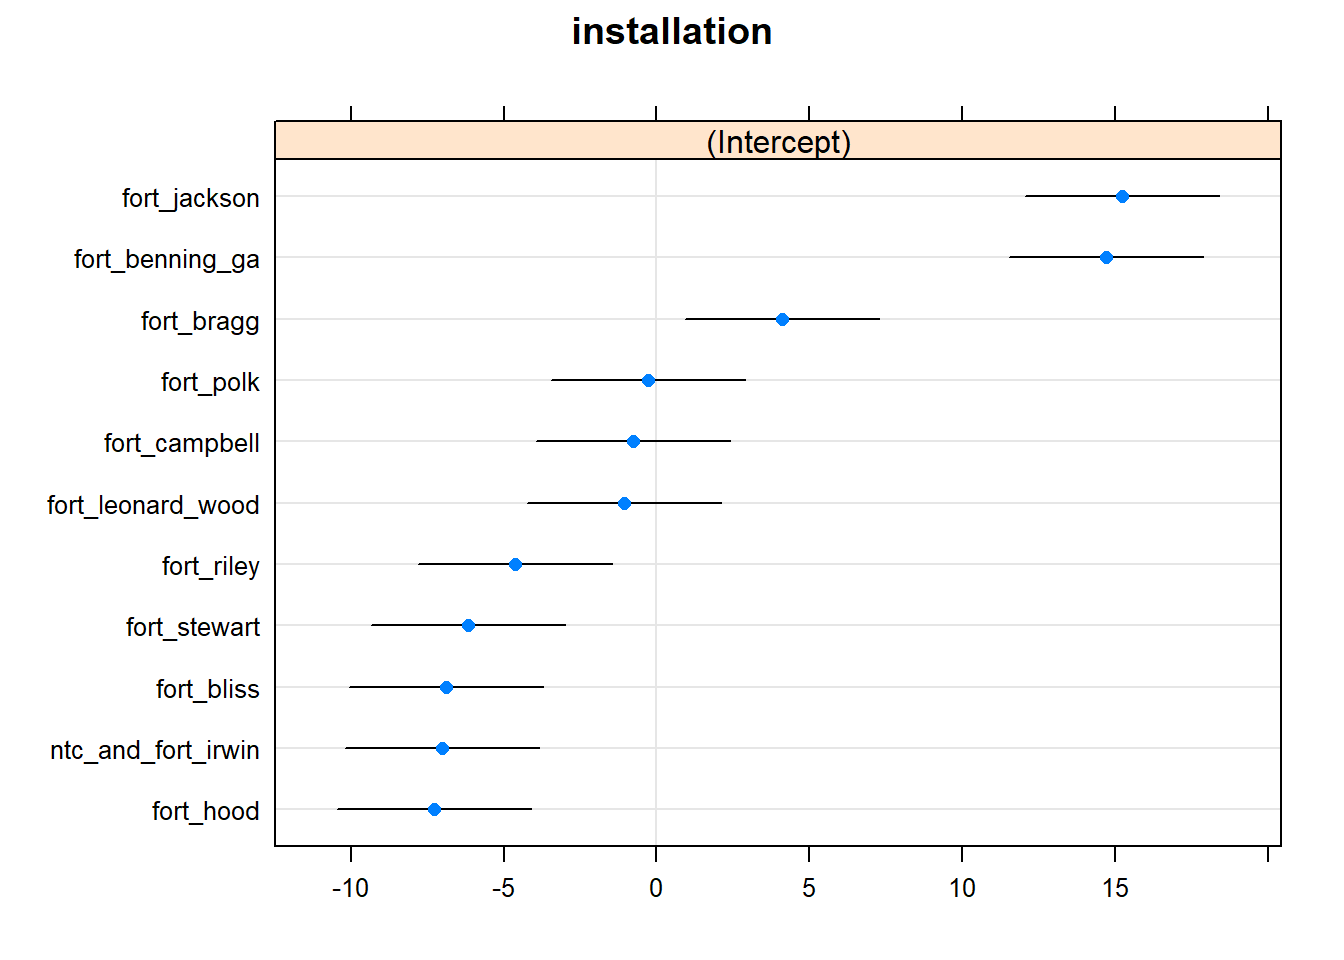 installation
(Intercept)
fort_jackson
fort_benning_ga
fort_bragg
fort_polk
fort_campbell
fort_leonard_wood
fort_riley
fort_stewart
fort_bliss
ntc_and_fort_irwin
fort_hood
-10 -5 0 5 10 15